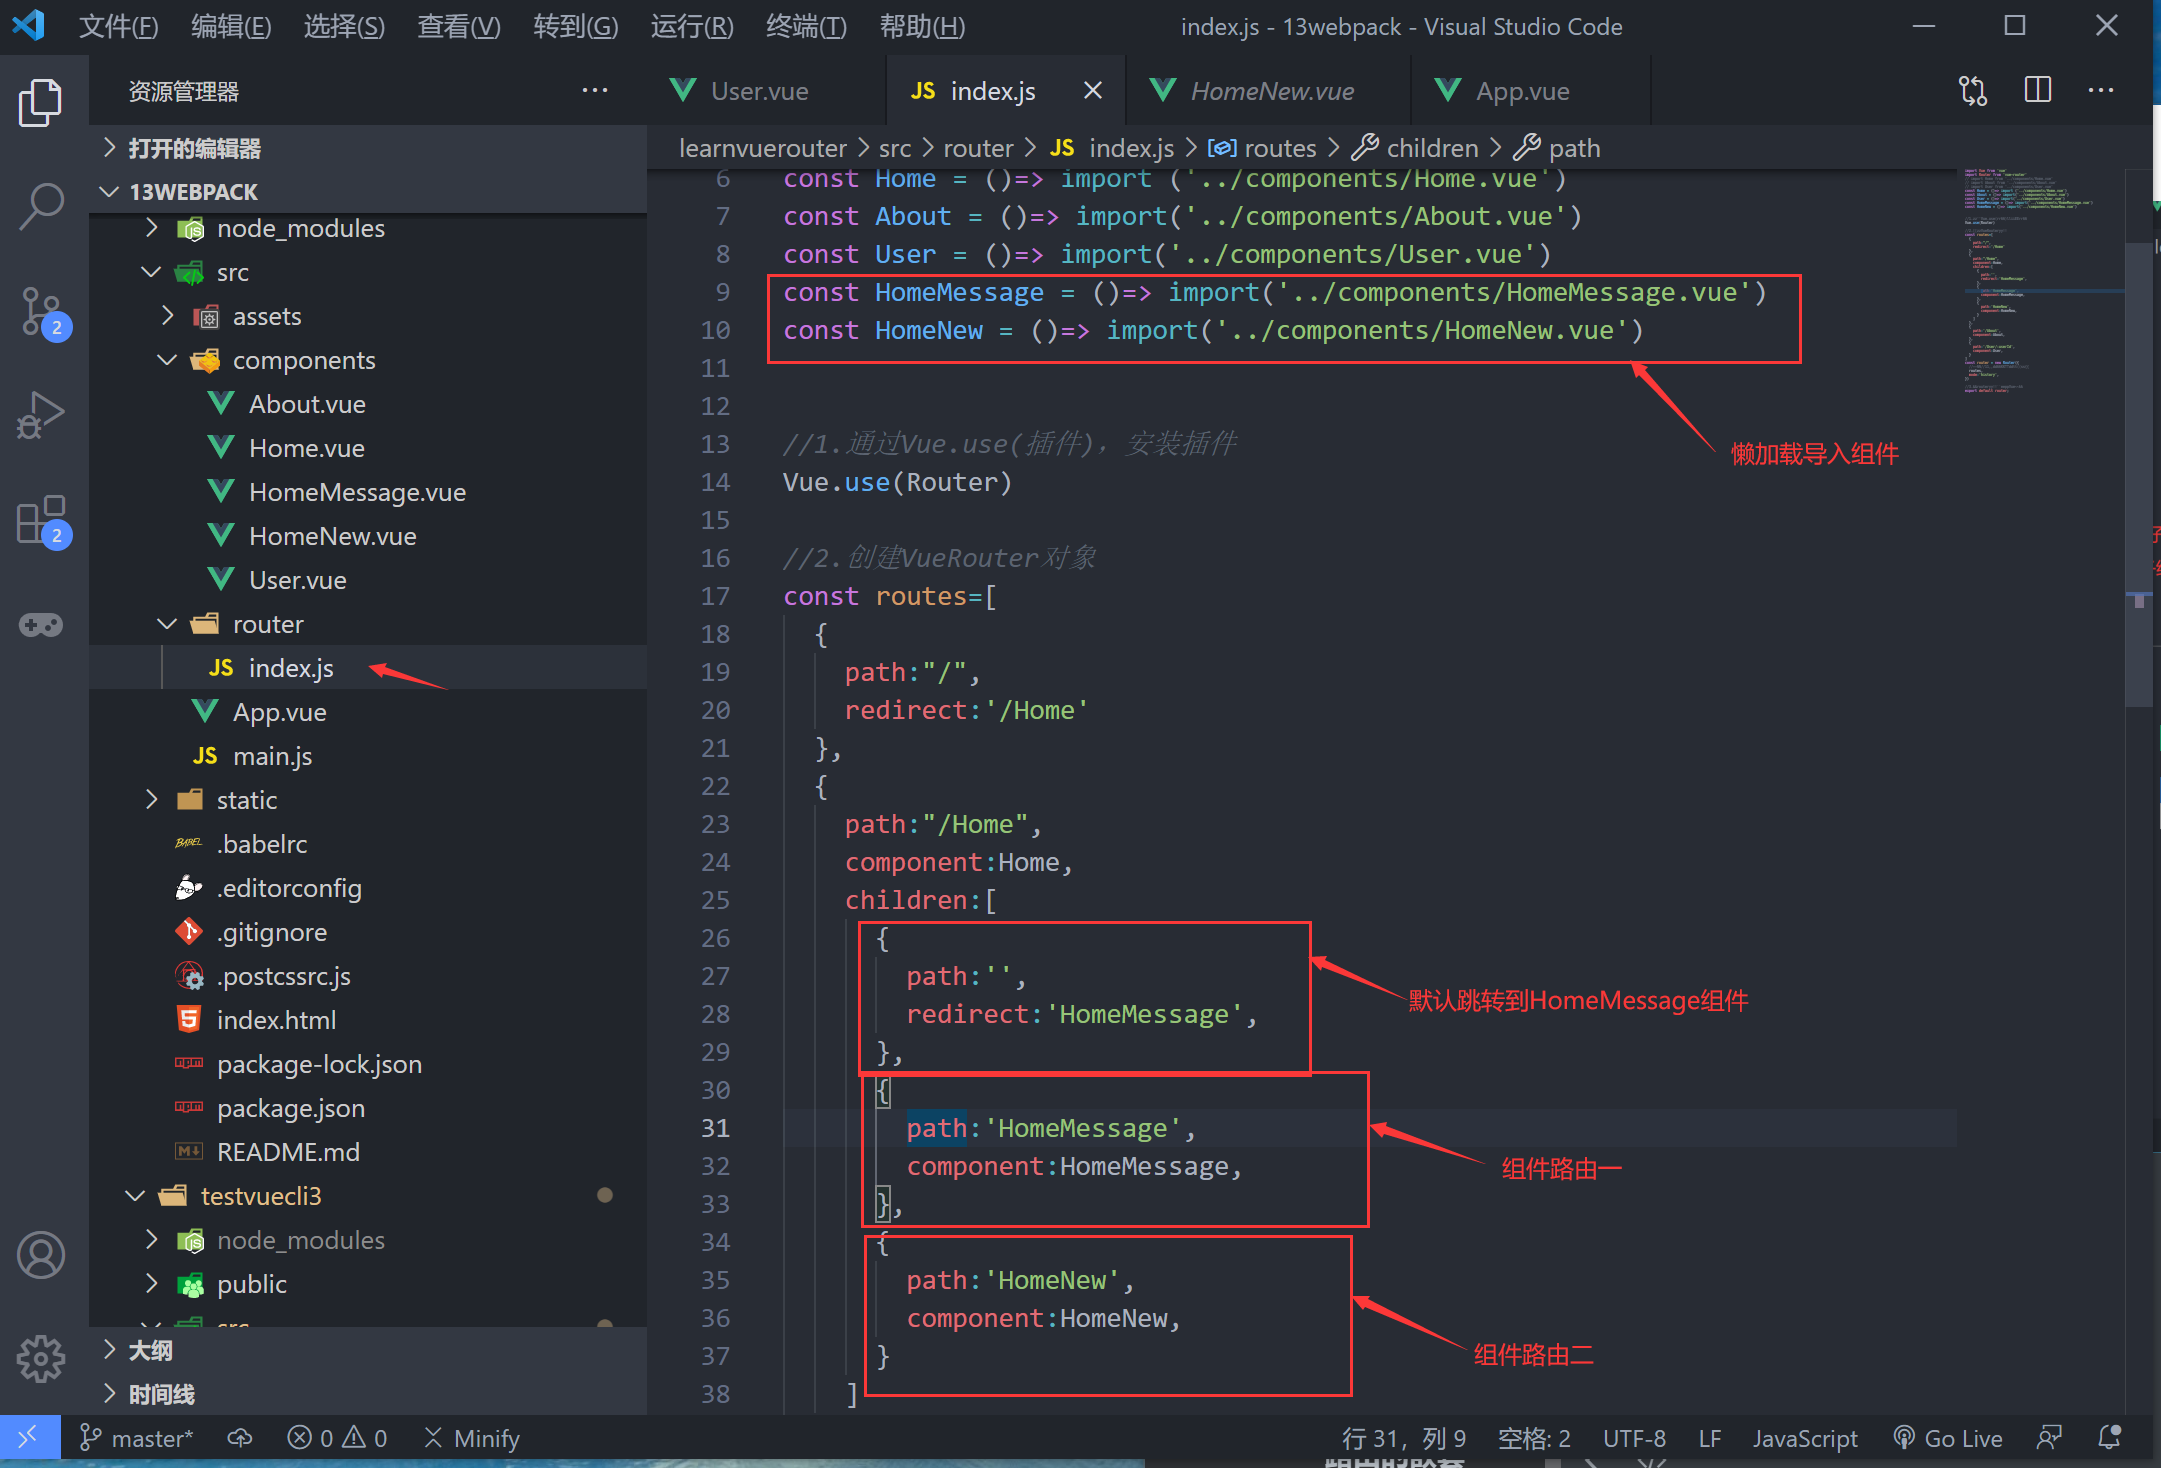 文件(F) 编辑(E) 选择(S) 查看(V) 转到(G) 运行(R) 终端(T) 帮助(H) index.js - 13webpack - Visual Studio Code
资源管理器 ···
User.vue
JS index.js
HomeNew.vue
App.vue
打开的编辑器
13WEBPACK
node_modules
src
assets
components
About.vue
Home.vue
HomeMessage.vue
HomeNew.vue
User.vue
router
JS index.js
App.vue
JS main.js
static
BABEL .babelrc
.editorconfig
.gitignore
.postcssrc.js
index.html
package-lock.json
package.json
README.md
testvuecli3
node_modules
public
src
大纲
时间线
2
2
learnvuerouter > src > router > JS index.js > routes > children > path
6 const Home = ()=> import ('../components/Home.vue')
7 const About = ()=> import('../components/About.vue')
8 const User = ()=> import('../components/User.vue')
9 const HomeMessage = ()=> import('../components/HomeMessage.vue')
10 const HomeNew = ()=> import('../components/HomeNew.vue')
11
12
懒加载导入组件
13 //1.通过Vue.use(插件)，安装插件
14 Vue.use(Router)
15
16 //2.创建VueRouter对象
17 const routes=[
18 {
19 path:"/",
20 redirect:'/Home'
21 },
22 {
23 path:"/Home",
24 component:Home,
25 children:[
26 {
27 path:'',
28 redirect:'HomeMessage',
29 },
默认跳转到HomeMessage组件
30 {
31 path:'HomeMessage',
32 component:HomeMessage,
33 },
组件路由一
34 {
35 path:'HomeNew',
36 component:HomeNew,
37 }
组件路由二
38 ]
master* 0 0 Minify 行 31，列 9 空格: 2 UTF-8 LF JavaScript Go Live